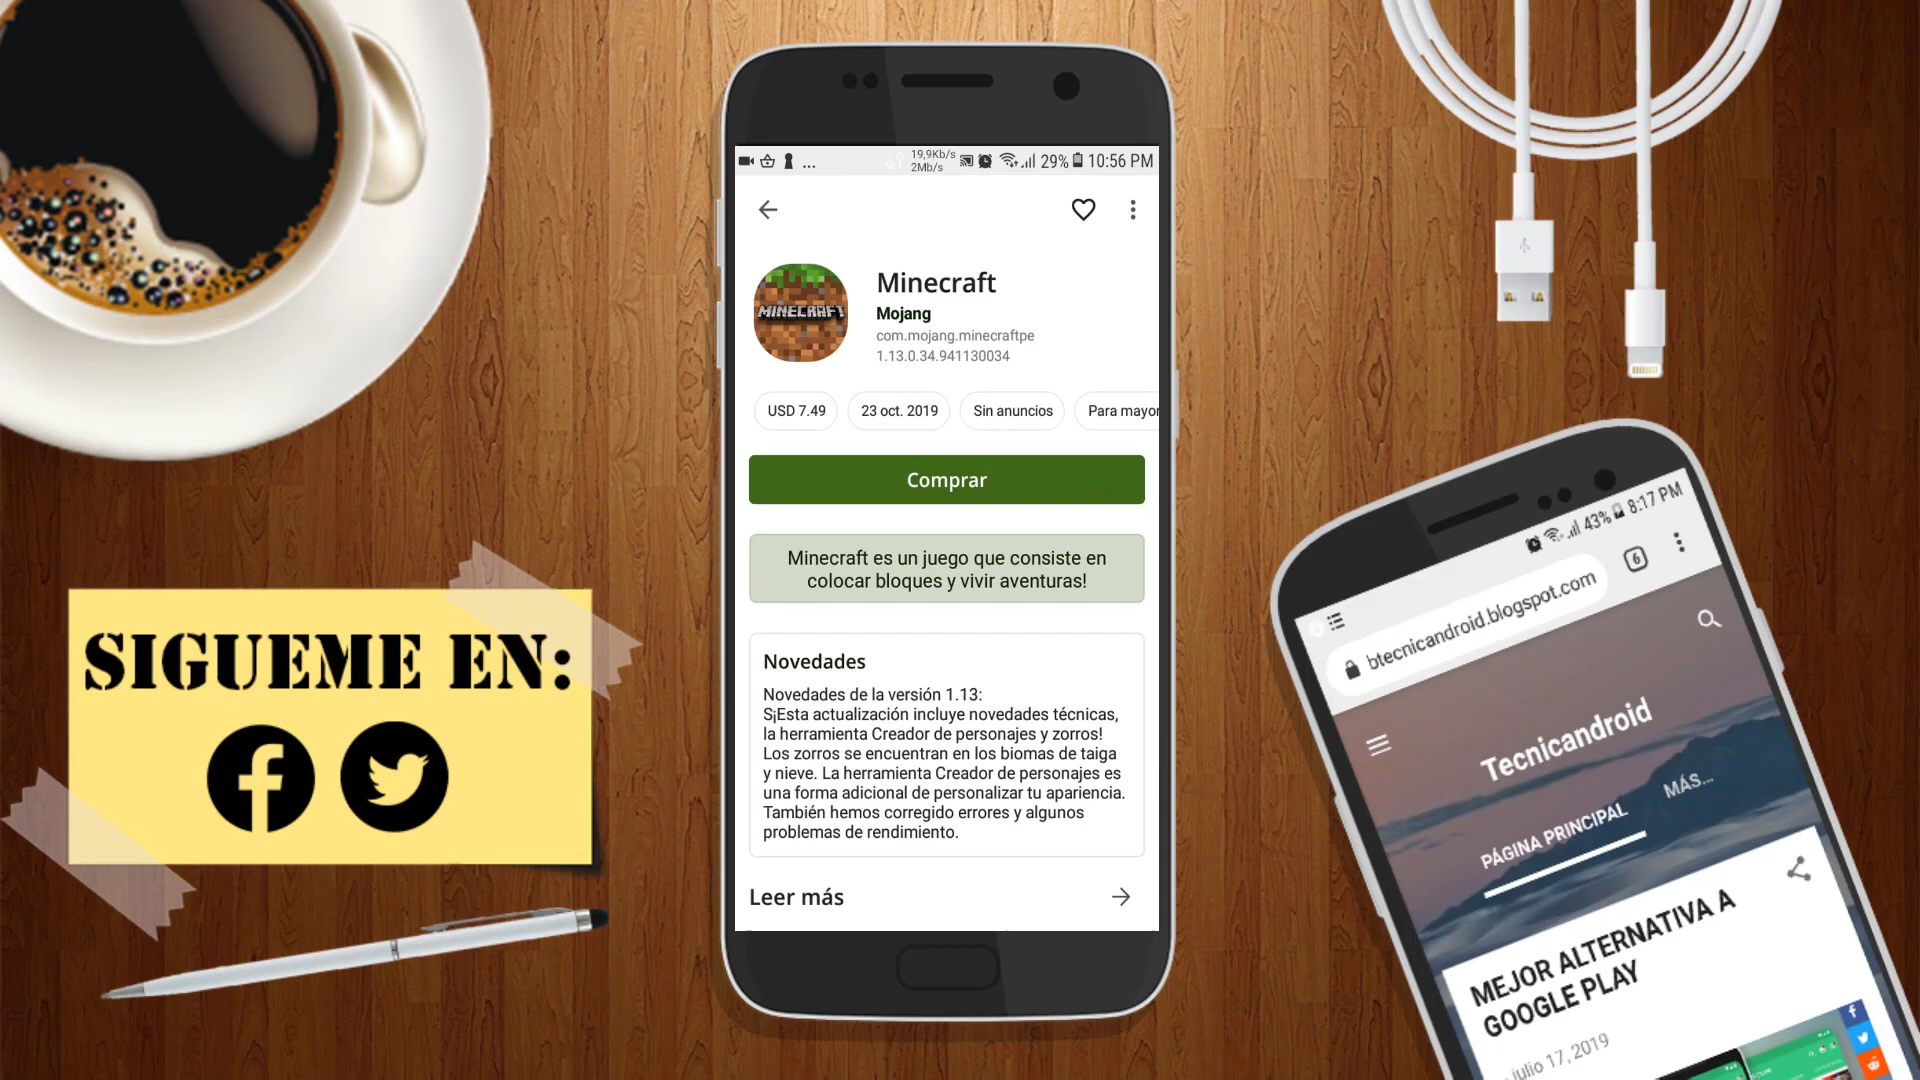 19,9Kb/s
2Mb/s
29% 10:56 PM
MINECRAFT
Minecraft
Mojang
com.mojang.minecraftpe
1.13.0.34.941130034
USD 7.49
23 oct. 2019
Sin anuncios
Para mayor
Comprar
Minecraft es un juego que consiste en
colocar bloques y vivir aventuras!
Novedades
Novedades de la versión 1.13:
S¡Esta actualización incluye novedades técnicas,
la herramienta Creador de personajes y zorros!
Los zorros se encuentran en los biomas de taiga
y nieve. La herramienta Creador de personajes es
una forma adicional de personalizar tu apariencia.
También hemos corregido errores y algunos
problemas de rendimiento.
Leer más
SIGUEME EN:
43% 8:17 PM
btecnicandroid.blogspot.com
6
Tecnicandroid
PÁGINA PRINCIPAL
MÁS...
MEJOR ALTERNATIVA A
GOOGLE PLAY
julio 17, 2019